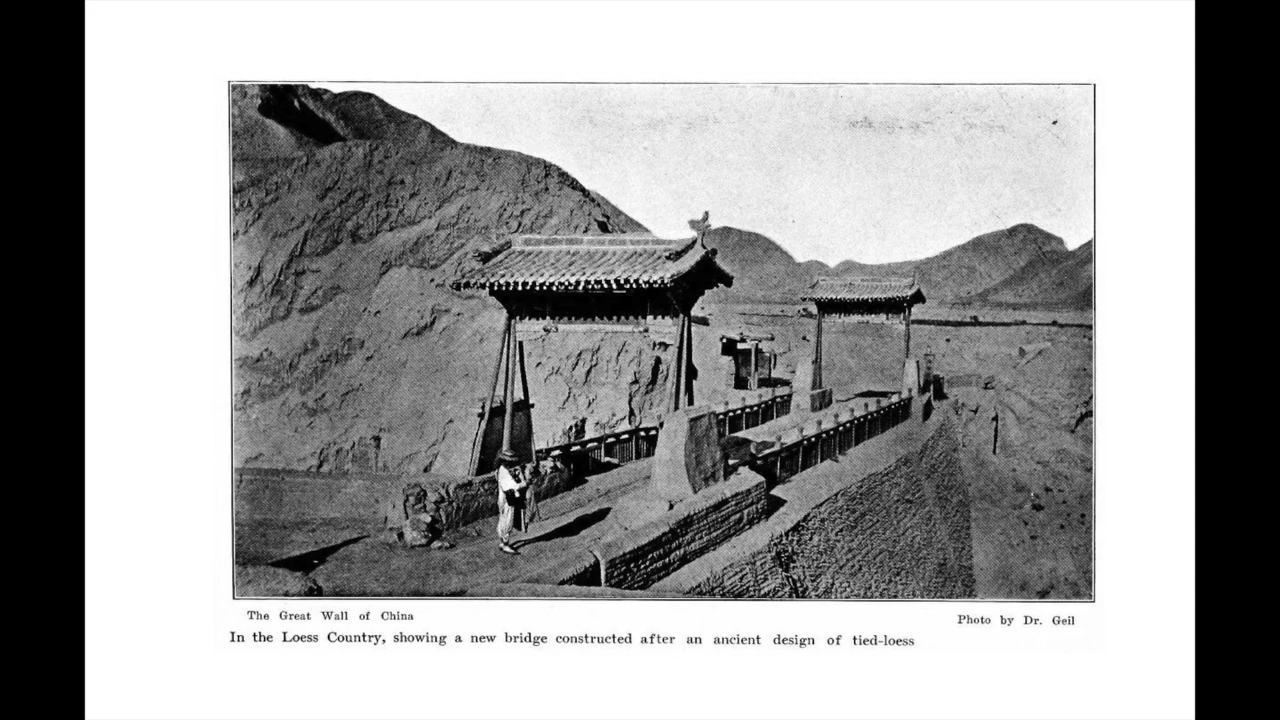 The Great Wall of China
Photo by Dr. Geil
In the Loess Country, showing a new bridge constructed after an ancient design of tied-loess